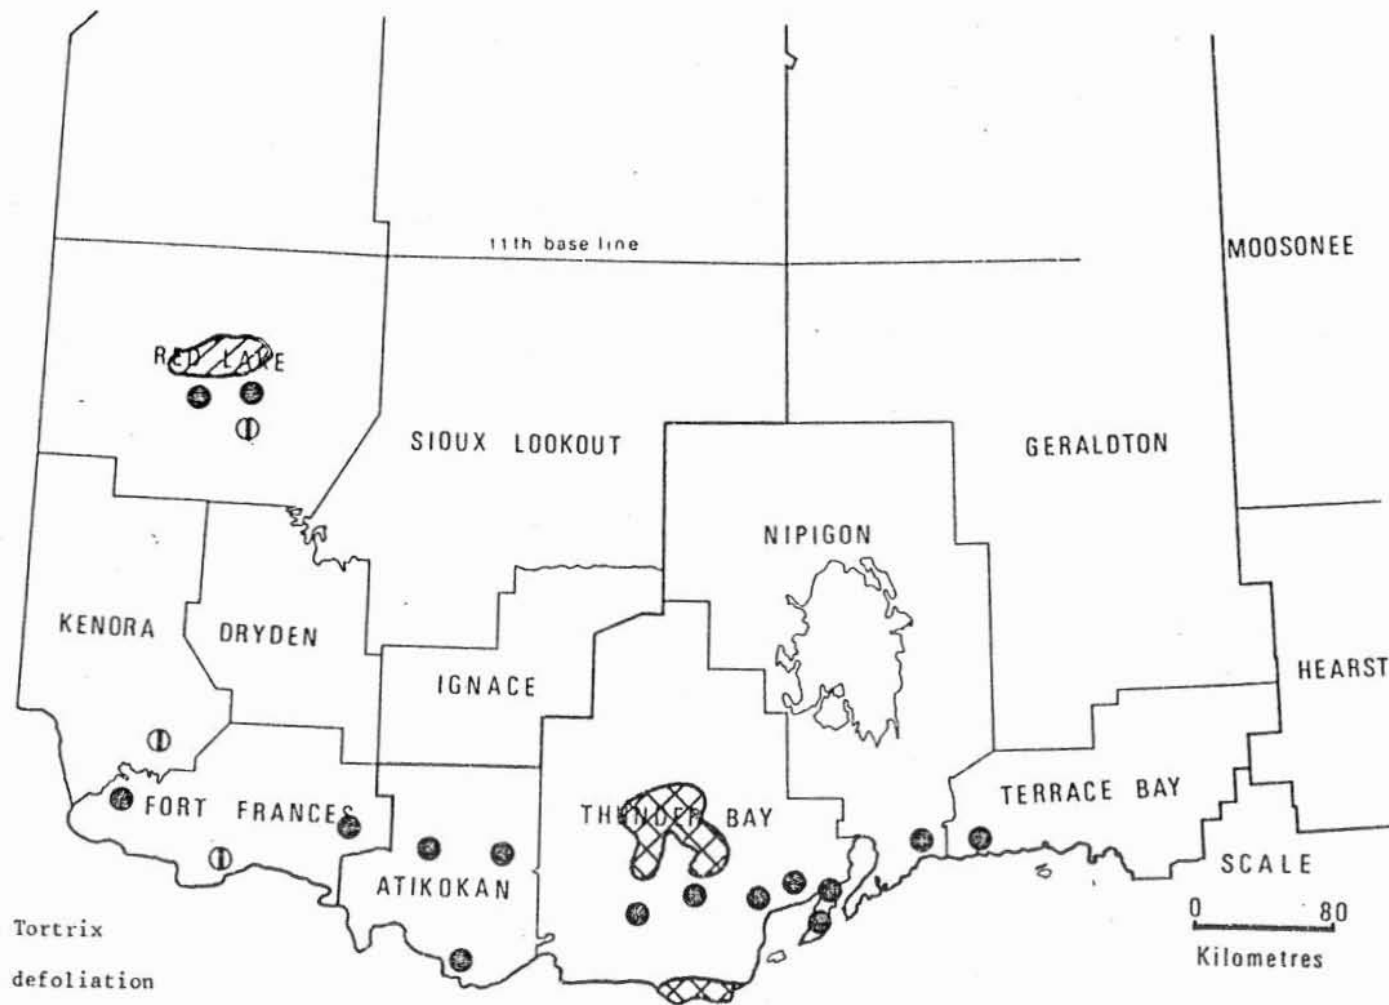 11th base line
MOOSONEE
RED LAKE
SIOUX LOOKOUT
GERALDTON
NIPIGON
KENORA
DRYDEN
IGNACE
HEARST
FORT FRANCES
THUNDER BAY
TERRACE BAY
ATIKOKAN
SCALE
0 80
Kilometres
Tortrix
defoliation